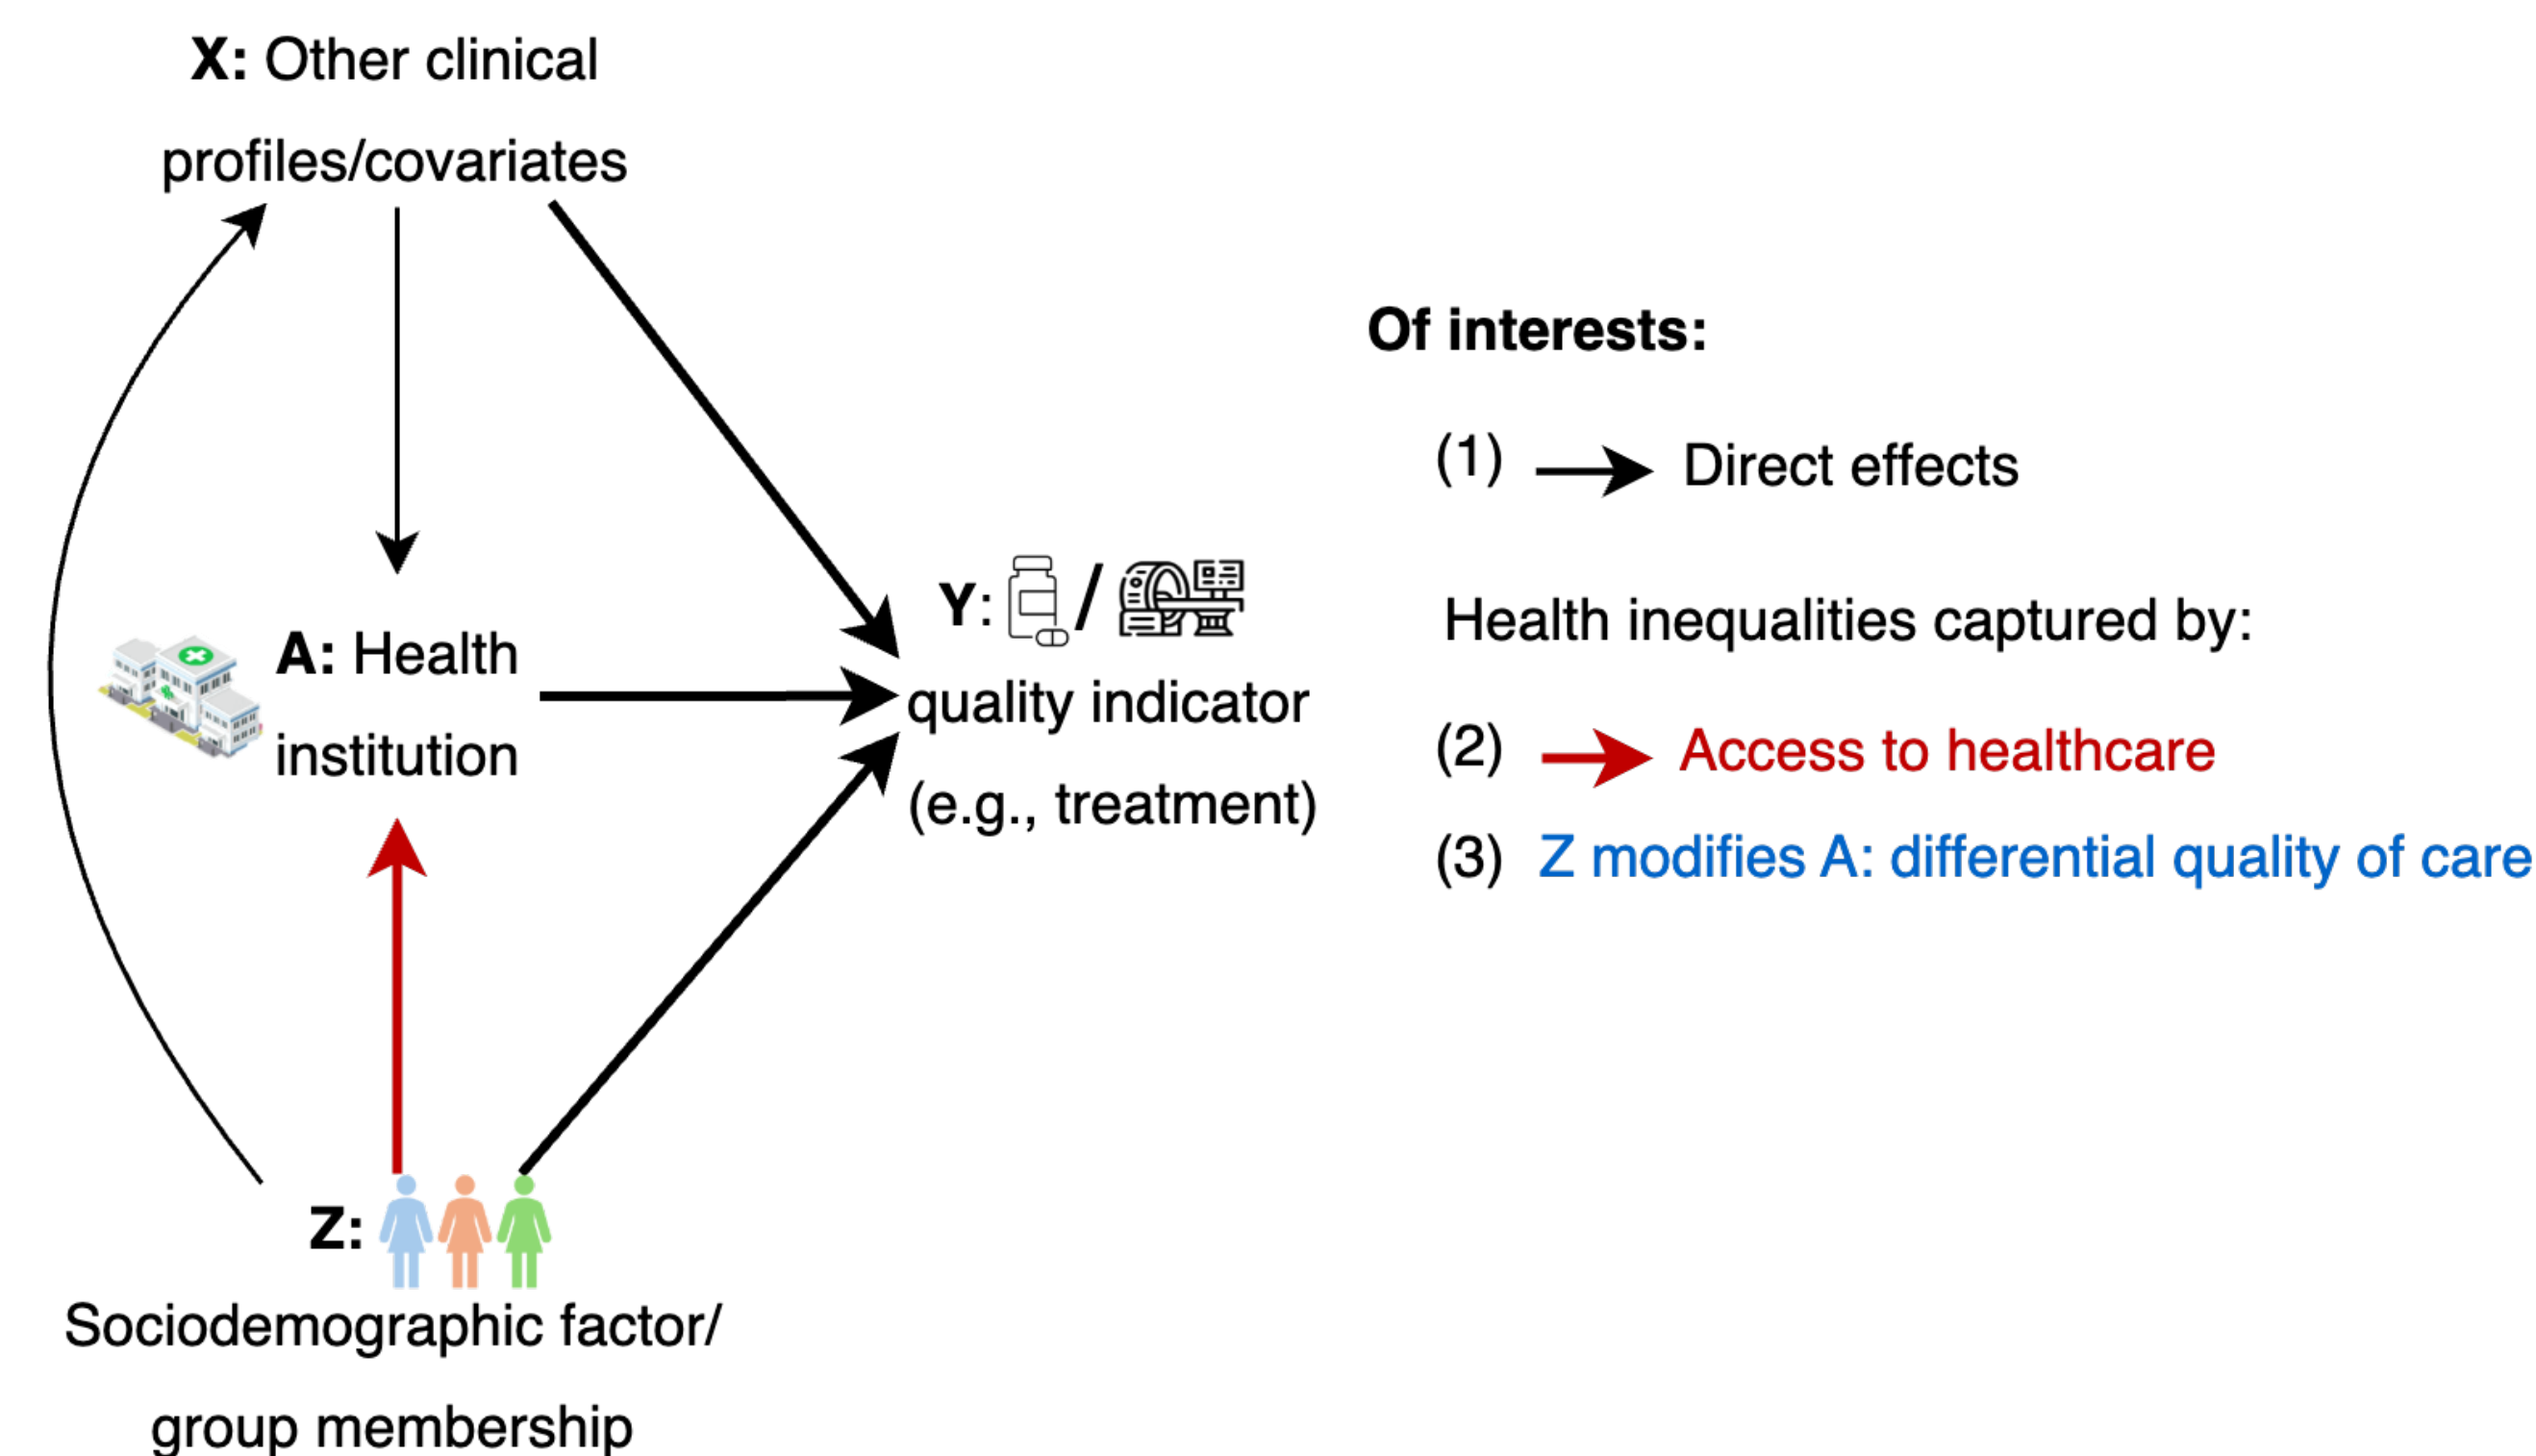 X: Other clinical
profiles/covariates
A: Health
institution
Y: /
quality indicator
(e.g., treatment)
Z:
Sociodemographic factor/
group membership
Of interests:
(1) Direct effects
Health inequalities captured by:
(2) Access to healthcare
(3) Z modifies A: differential quality of care